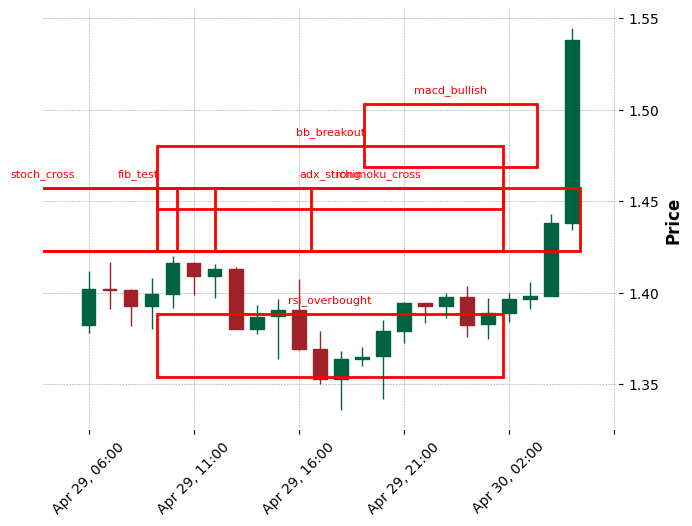 1.55
macd_bullish
1.50
bb_breakout
stoch_cross
fib_test
adx_strong
ichimoku_cross
1.45
Price
1.40
rsi_overbought
1.35
Apr 29, 06:00
Apr 29, 11:00
Apr 29, 16:00
Apr 29, 21:00
Apr 30, 02:00